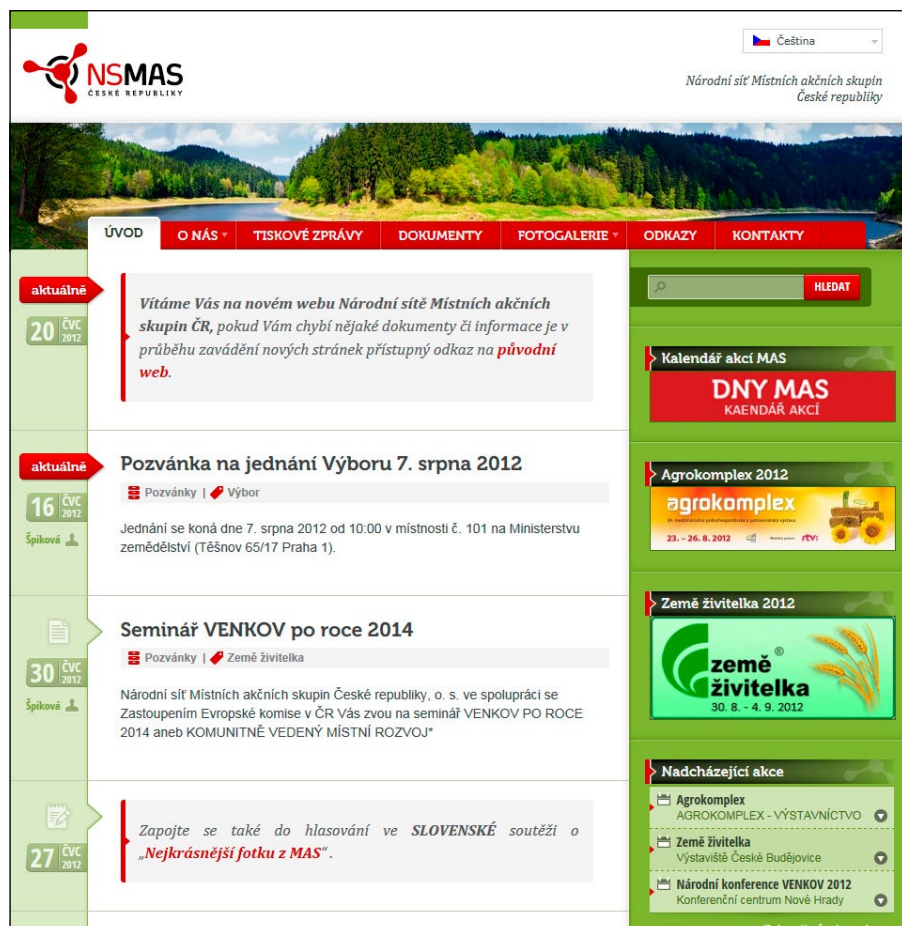 Čeština
NSMAS
ČESKÉ REPUBLIKY
Národní síť Místních akčních skupin
České republiky
ÚVOD
O NÁS
TISKOVÉ ZPRÁVY
DOKUMENTY
FOTOGALERIE
ODKAZY
KONTAKTY
aktuálně
20 ČVC 2012
Vítáme Vás na novém webu Národní sítě Místních akčních
skupin ČR, pokud Vám chybí nějaké dokumenty či informace je v
průběhu zavádění nových stránek přístupný odkaz na původní
web.
aktuálně
16 ČVC 2012
Špiková
Pozvánka na jednání Výboru 7. srpna 2012
Pozvánky | Výbor
Jednání se koná dne 7. srpna 2012 od 10:00 v místnosti č. 101 na Ministerstvu
zemědělství (Těšnov 65/17 Praha 1).
30 ČVC 2012
Špiková
Seminář VENKOV po roce 2014
Pozvánky | Země živitelka
Národní síť Místních akčních skupin České republiky, o. s. ve spolupráci se
Zastoupením Evropské komise v ČR Vás zvou na seminář VENKOV PO ROCE
2014 aneb KOMUNITNĚ VEDENÝ MÍSTNÍ ROZVOJ"
27 ČVC 2012
Zapojte se také do hlasování ve SLOVENSKÉ soutěži o
„Nejkrásnější fotku z MAS“ .
HLEDAT
Kalendář akcí MAS
DNY MAS
KAENDÁŘ AKCÍ
Agrokomplex 2012
agrokomplex
23. – 26. 8. 2012
rtv:
Země živitelka 2012
země ®
živitelka
30. 8. - 4. 9. 2012
Nadcházející akce
Agrokomplex
AGROKOMPLEX - VÝSTAVNÍCTVO
Země živitelka
Výstaviště České Budějovice
Národní konference VENKOV 2012
Konferenční centrum Nové Hrady